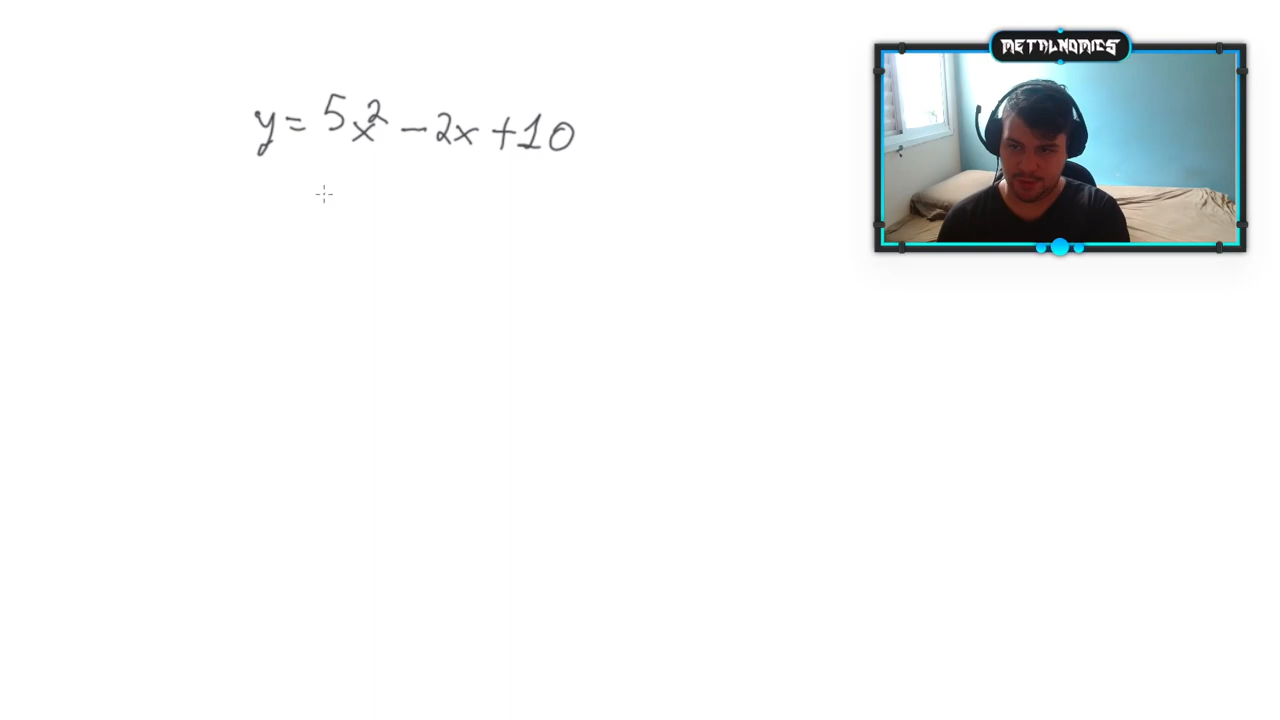 METALNOMICS
y = 5x² - 2x + 10